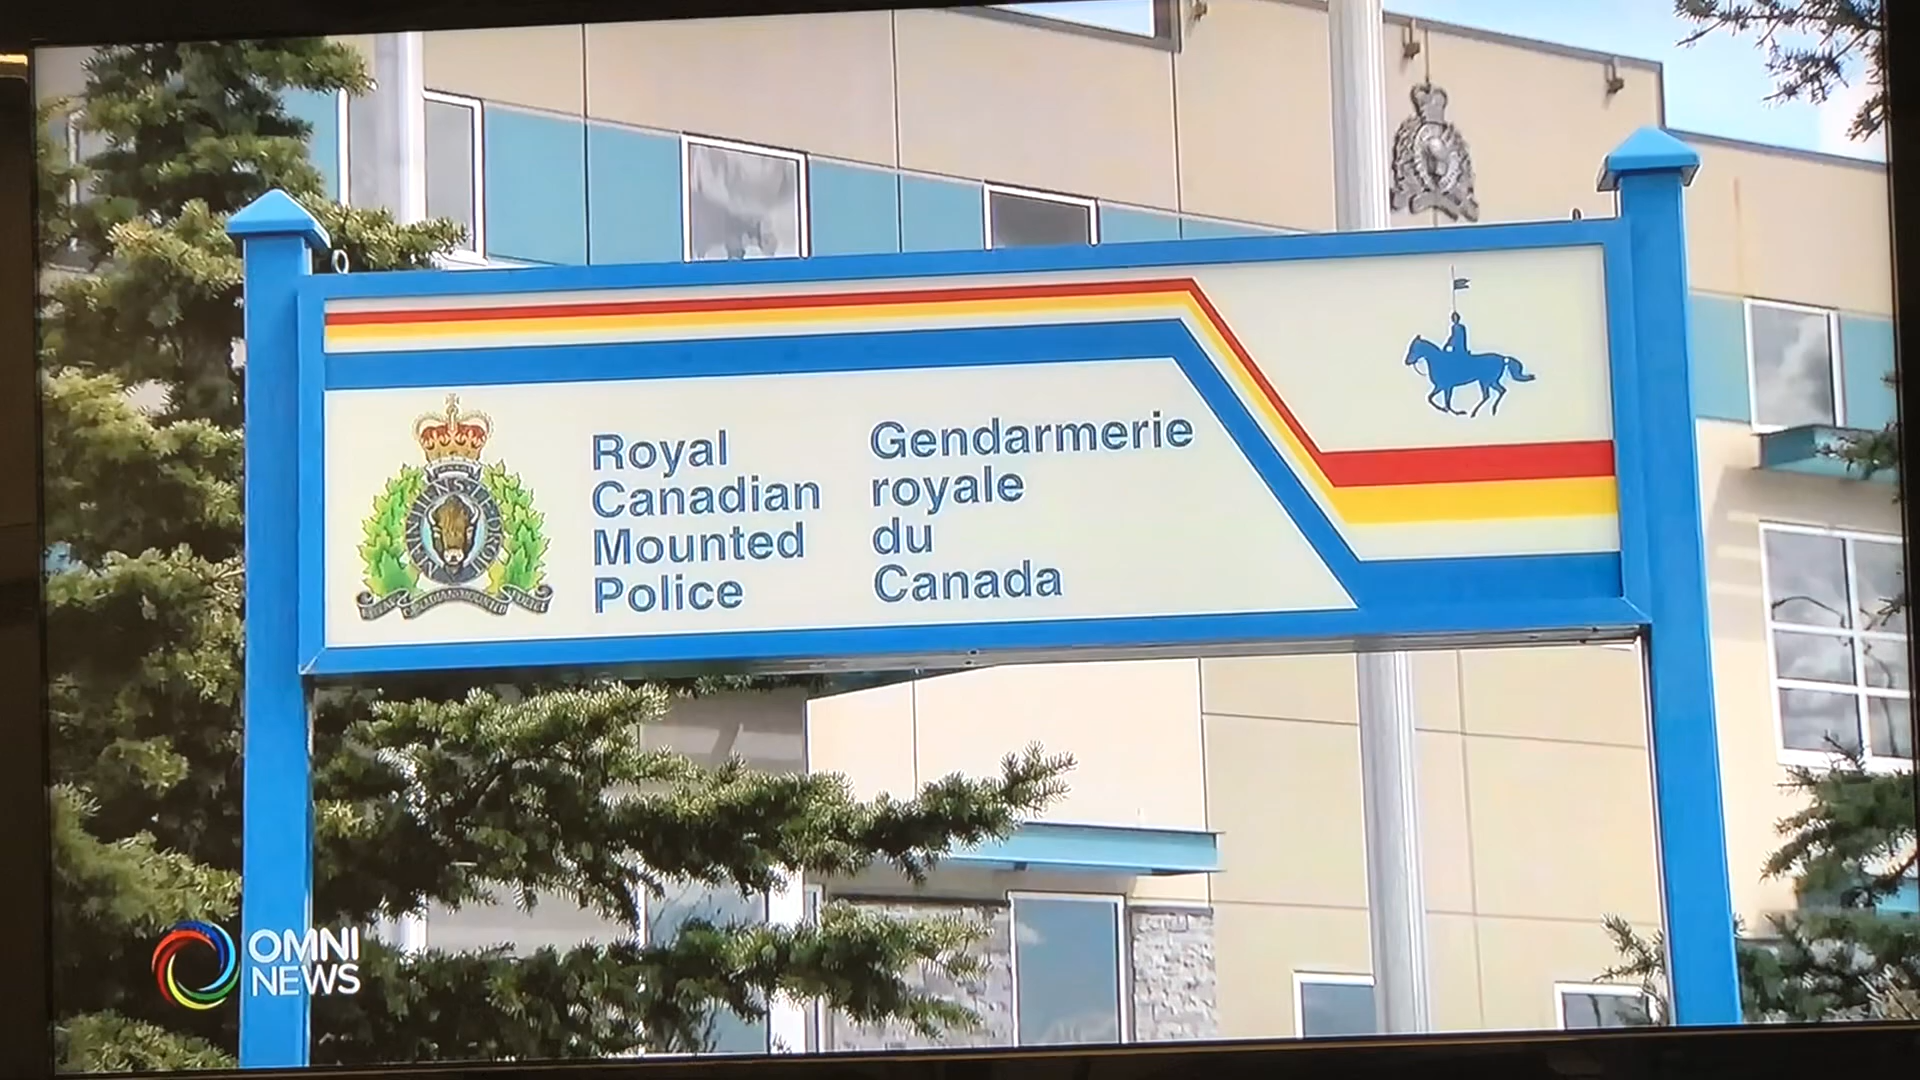 Royal
Canadian
Mounted
Police
Gendarmerie
royale
du
Canada
OMNI
NEWS